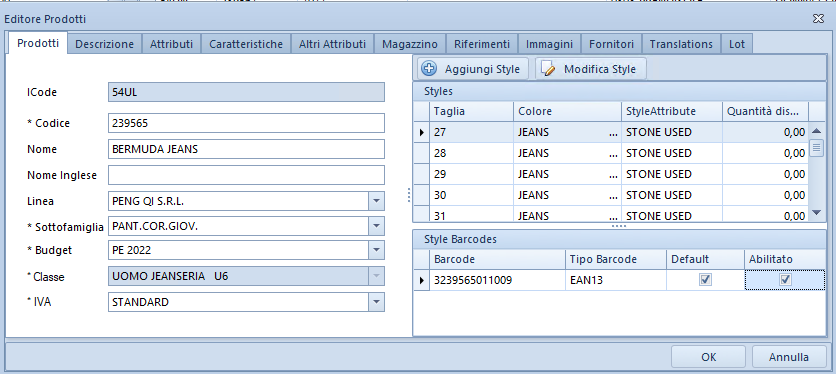 Editore Prodotti
Prodotti Descrizione Attributi Caratteristiche Altri Attributi Magazzino Riferimenti Immagini Fornitori Translations Lot
ICode 54UL
* Codice 239565
Nome BERMUDA JEANS
Nome Inglese
Linea PENG QI S.R.L.
* Sottofamiglia PANT.COR.GIOV.
* Budget PE 2022
* Classe UOMO JEANSERIA U6
* IVA STANDARD
Aggiungi Style Modifica Style
Styles
Taglia Colore StyleAttribute Quantità dis...
27 JEANS ... STONE USED 0,00
28 JEANS ... STONE USED 0,00
29 JEANS ... STONE USED 0,00
30 JEANS ... STONE USED 0,00
31 JEANS ... STONE USED 0,00
Style Barcodes
Barcode Tipo Barcode Default Abilitato
3239565011009 EAN13
OK Annulla